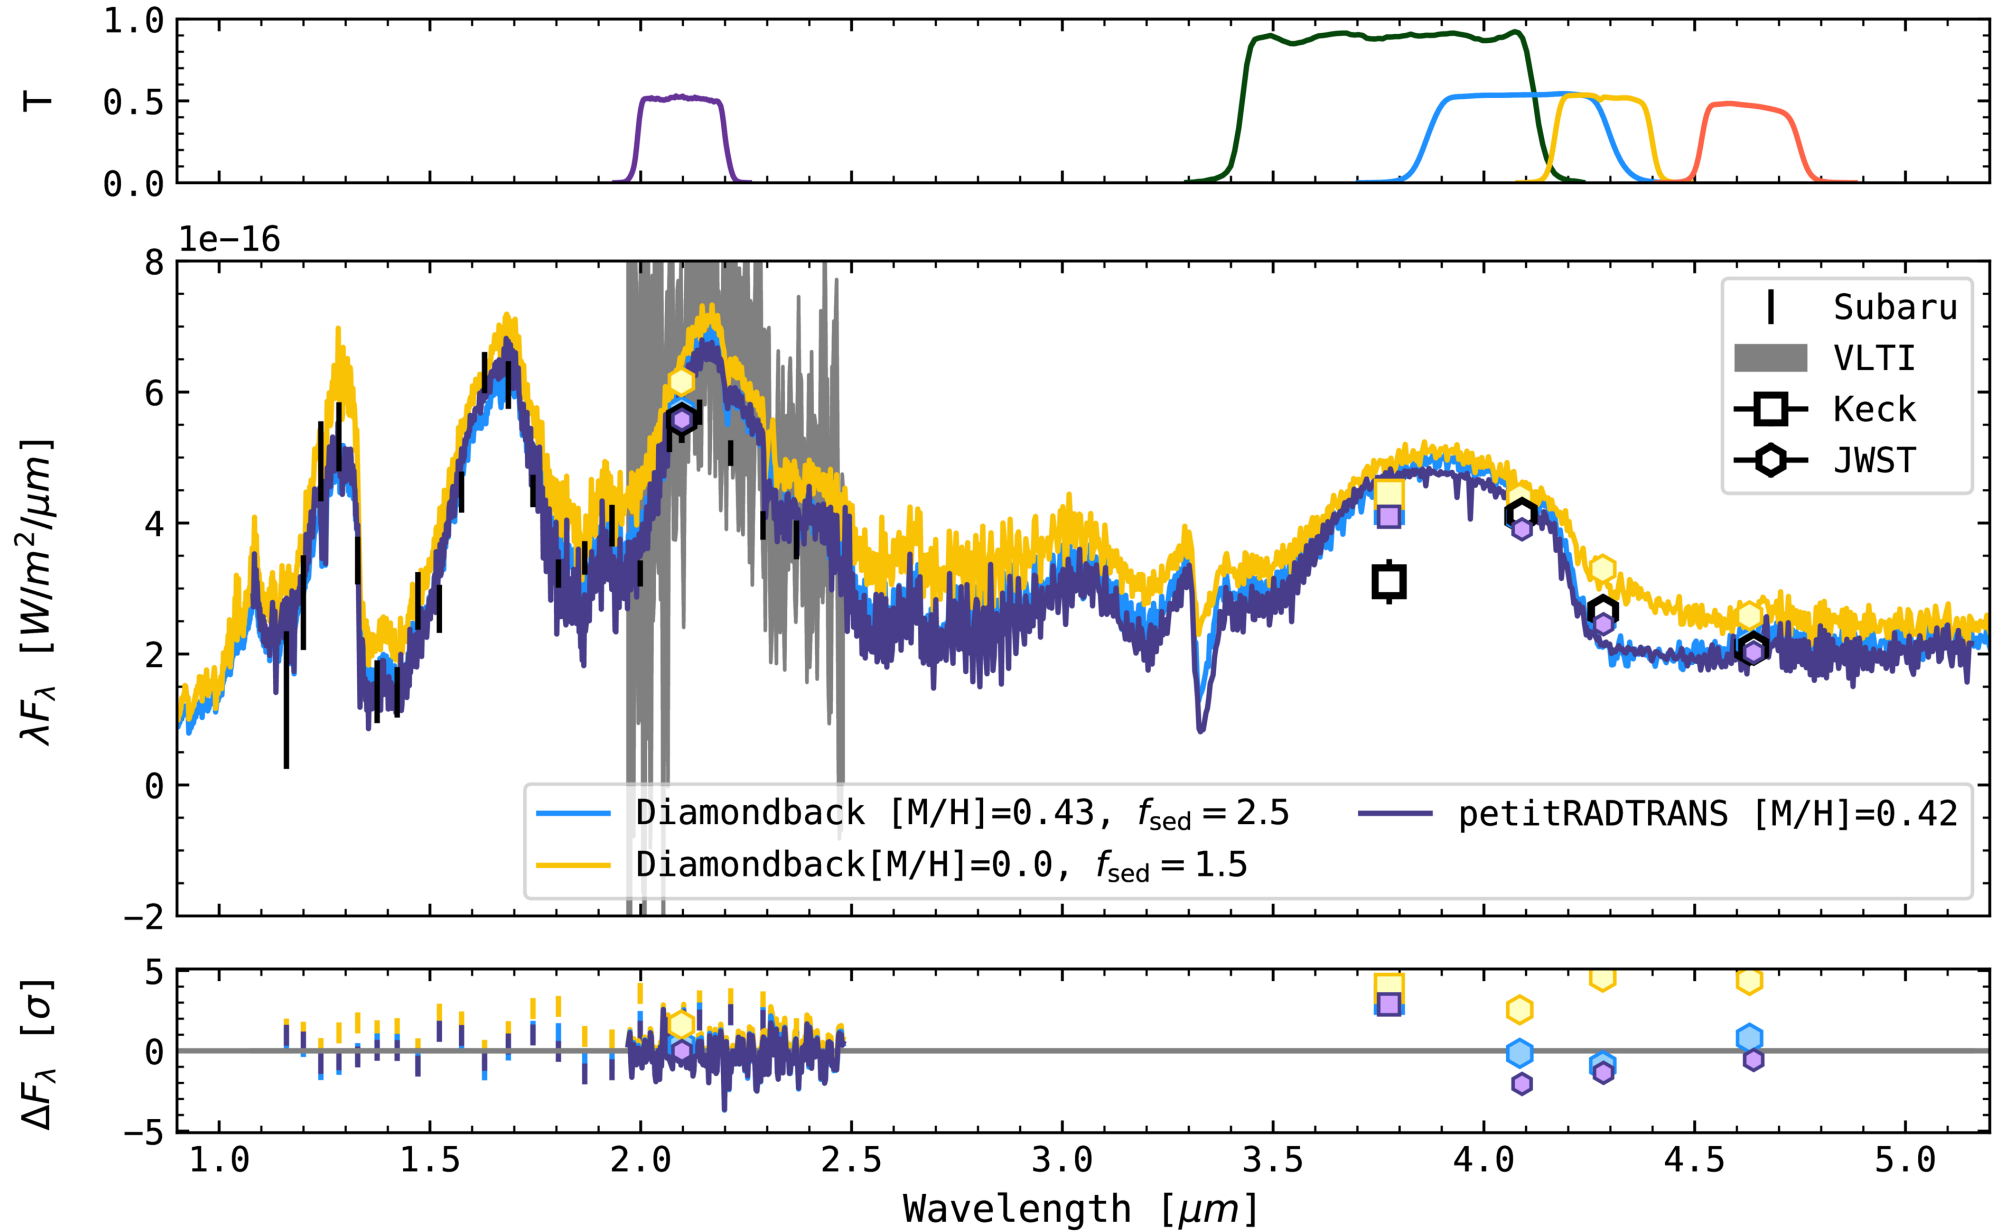 1.0
0.5
0.0
T
1e−16
8
6
4
2
0
−2
λF_λ [W/m²/μm]
Subaru
VLTI
Keck
JWST
Diamondback [M/H]=0.43, f_sed = 2.5
Diamondback[M/H]=0.0, f_sed = 1.5
petitRADTRANS [M/H]=0.42
5
0
−5
ΔF_λ [σ]
1.0 1.5 2.0 2.5 3.0 3.5 4.0 4.5 5.0
Wavelength [μm]